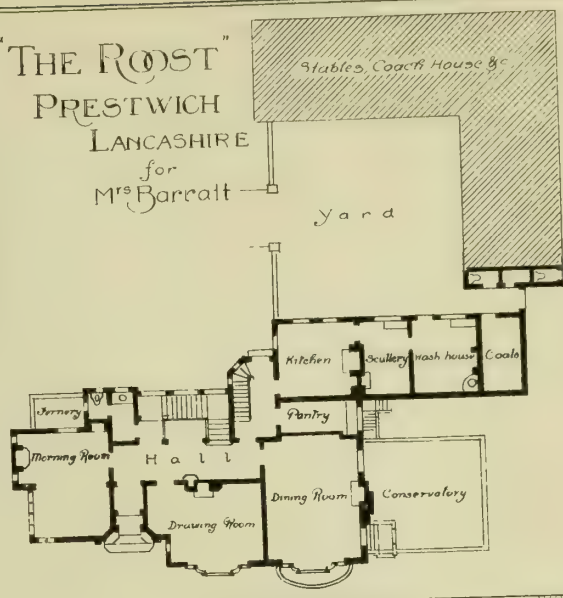 "THE ROOST"
PRESTWICH
LANCASHIRE
for
Mrs Barratt
Stables, Coach House &c
Yard
Kitchen
Scullery
Wash house
Coals
Pantry
Fernery
Morning Room
Hall
Drawing Room
Dining Room
Conservatory